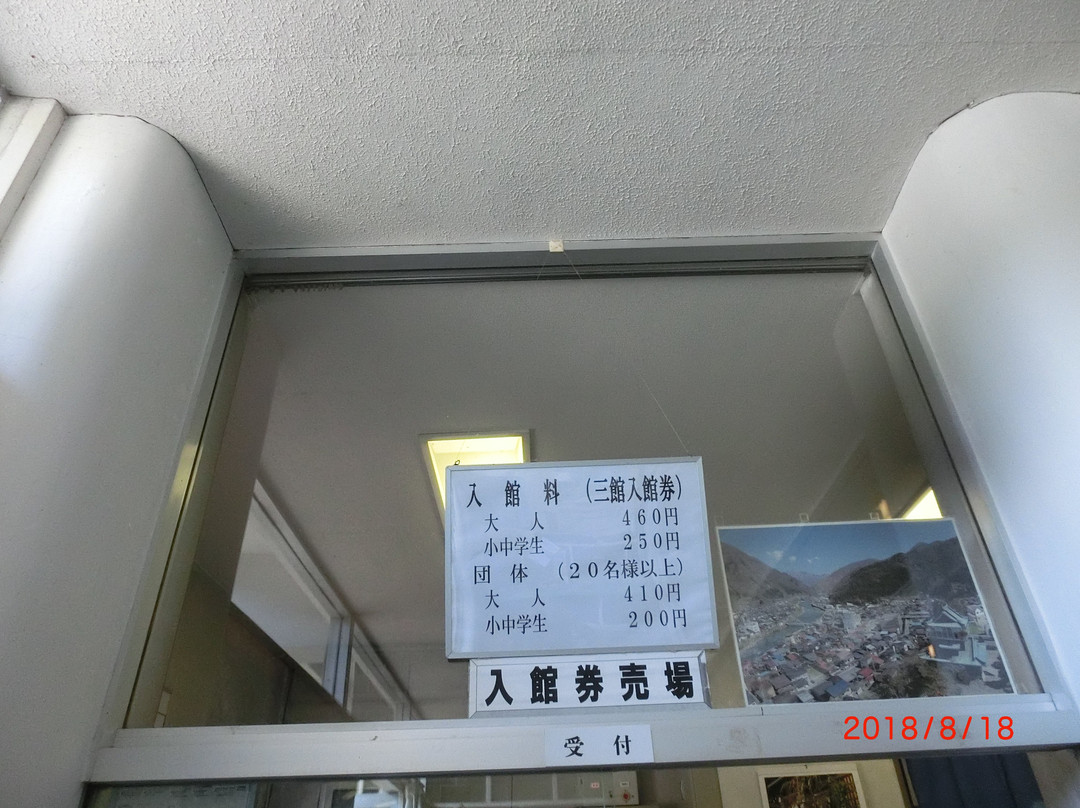 入館料（三館入館券）
大人 ４６０円
小中学生 ２５０円
団体（２０名様以上）
大人 ４１０円
小中学生 ２００円
入館券売場
受付
2018/8/18